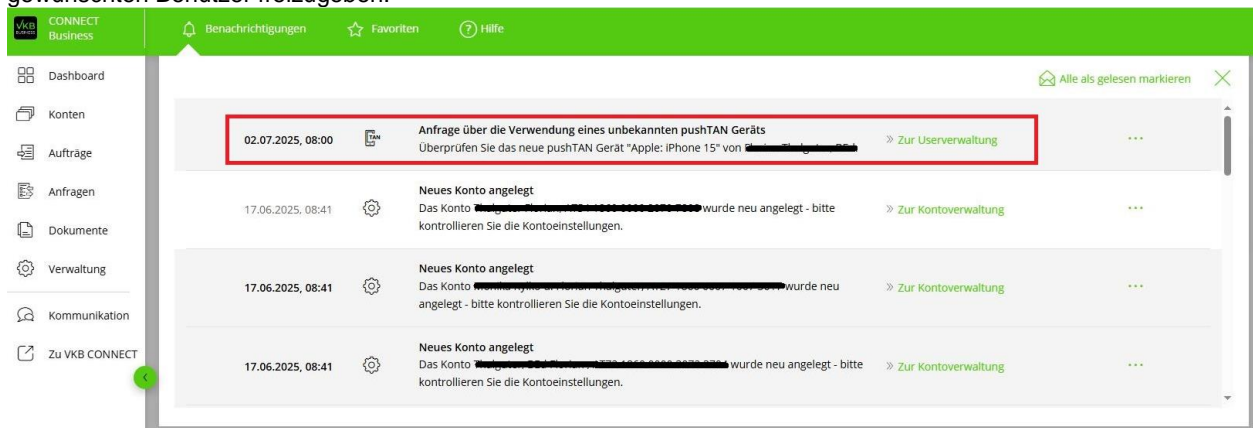 gewünschten Benutzer freizugeben.
VKB BUSINESS CONNECT Business
Benachrichtigungen Favoriten ? Hilfe
Dashboard
Konten
Aufträge
Anfragen
Dokumente
Verwaltung
Kommunikation
Zu VKB CONNECT
Alle als gelesen markieren
02.07.2025, 08:00 TAN Anfrage über die Verwendung eines unbekannten pushTAN Geräts
Überprüfen Sie das neue pushTAN Gerät "Apple: iPhone 15" von
» Zur Userverwaltung ...
Neues Konto angelegt
17.06.2025, 08:41 Das Konto wurde neu angelegt - bitte
kontrollieren Sie die Kontoeinstellungen.
» Zur Kontoverwaltung ...
Neues Konto angelegt
17.06.2025, 08:41 Das Konto wurde neu
angelegt - bitte kontrollieren Sie die Kontoeinstellungen.
» Zur Kontoverwaltung ...
Neues Konto angelegt
17.06.2025, 08:41 Das Konto wurde neu angelegt - bitte
kontrollieren Sie die Kontoeinstellungen.
» Zur Kontoverwaltung ...